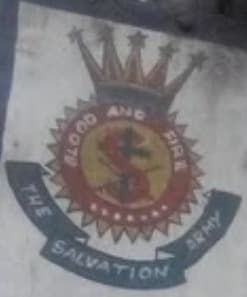 BLOOD AND FIRE
S
THE SALVATION ARMY